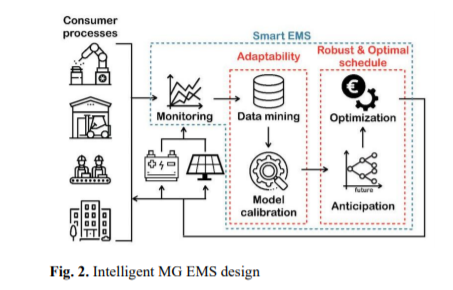 Consumer
processes
Smart EMS
Adaptability
Robust & Optimal
schedule
Monitoring
Data mining
Optimization
Model
calibration
future
Anticipation
Fig. 2. Intelligent MG EMS design